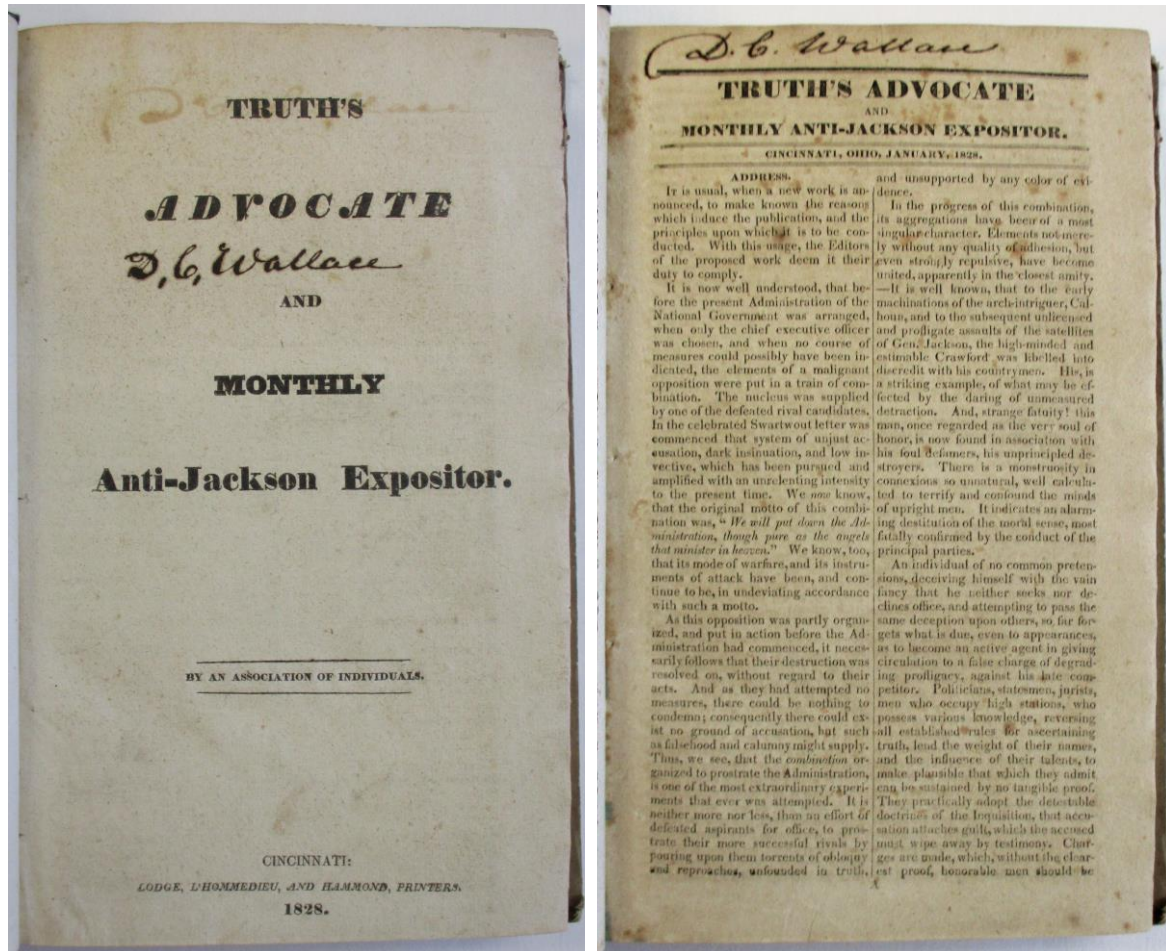 TRUTH'S
ADVOCATE
D, C, Wallace
AND
MONTHLY
Anti-Jackson Expositor.
BY AN ASSOCIATION OF INDIVIDUALS.
CINCINNATI:
LODGE, L'HOMMEDIEU, AND HAMMOND, PRINTERS.
1828.
D. C. Wallace
TRUTH'S ADVOCATE
AND
MONTHLY ANTI-JACKSON EXPOSITOR.
CINCINNATI, OHIO, JANUARY, 1828.
ADDRESS.
It is usual, when a new work is an-
nounced, to make known the reasons
which induce the publication, and the
principles upon which it is to be con-
ducted. With this usage, the Editors
of the proposed work deem it their
duty to comply.
It is now well understood, that be-
fore the present Administration of the
National Government was arranged,
when only the chief executive officer
was chosen, and when no course of
measures could possibly have been in-
dicated, the elements of a malignant
opposition were put in a train of com-
bination. The nucleus was supplied
by one of the defeated rival candidates.
In the celebrated Swartwout letter was
commenced that system of unjust ac-
cusation, dark insinuation, and low in-
vective, which has been pursued and
amplified with an unrelenting intensity
to the present time. We now know,
that the original motto of this combi-
nation was, "We will put down the Ad-
ministration, though pure as the angels
that minister in heaven." We know, too,
that its mode of warfare, and its instru-
ments of attack have been, and con-
tinue to be, in undeviating accordance
with such a motto.
As this opposition was partly organ-
ized, and put in action before the Ad-
ministration had commenced, it neces-
sarily follows that their destruction was
resolved on, without regard to their
acts. And as they had attempted no
measures, there could be nothing to
condemn; consequently there could ex-
ist no ground of accusation, but such
as falsehood and calumny might supply.
Thus, we see, that the combination or-
ganized to prostrate the Administration,
is one of the most extraordinary experi-
ments that ever was attempted. It is
neither more nor less, than an effort of
defeated aspirants for office, to pros-
trate their more successful rivals by
pouring upon them torrents of obloquy
and reproaches, unfounded in truth,
and unsupported by any color of evi-
dence.
In the progress of this combination,
its aggregations have been of a most
singular character. Elements not mere-
ly without any quality of adhesion, but
even strongly repulsive, have become
united, apparently in the closest amity.
—It is well known, that to the early
machinations of the arch-intriguer, Cal-
houn, and to the subsequent unlicensed
and profligate assaults of the satellites
of Gen. Jackson, the high-minded and
estimable Crawford was libelled into
discredit with his countrymen. His, is
a striking example, of what may be ef-
fected by the daring of unmeasured
detraction. And, strange fatuity! this
man, once regarded as the very soul of
honor, is now found in association with
his foul defamers, his unprincipled de-
stroyers. There is a monstruosity in
connexions so unnatural, well calcula-
ted to terrify and confound the minds
of upright men. It indicates an alarm-
ing destitution of the moral sense, most
fatally confirmed by the conduct of the
principal parties.
An individual of no common preten-
sions, deceiving himself with the vain
fancy that he neither seeks nor de-
clines office, and attempting to pass the
same deception upon others, so far for-
gets what is due, even to appearances,
as to become an active agent in giving
circulation to a false charge of degrad-
ing profligacy, against his late com-
petitor. Politicians, statesmen, jurists,
men who occupy high stations, who
possess various knowledge, reversing
all established rules for ascertaining
truth, lend the weight of their names,
and the influence of their talents, to
make plausible that which they admit
can be sustained by no tangible proof.
They practically adopt the detestable
doctrines of the Inquisition, that accu-
sation attaches guilt, which the accused
must wipe away by testimony. Char-
ges are made, which, without the clear-
est proof, honorable men should be
A